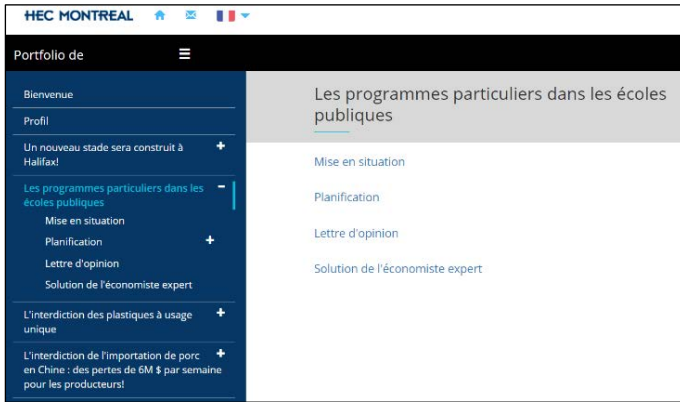 HEC MONTREAL
Portfolio de
Bienvenue
Profil
Un nouveau stade sera construit à
Halifax!
Les programmes particuliers dans les
écoles publiques
Mise en situation
Planification
Lettre d'opinion
Solution de l'économiste expert
L'interdiction des plastiques à usage
unique
L'interdiction de l'importation de porc
en Chine : des pertes de 6M $ par semaine
pour les producteurs!
Les programmes particuliers dans les écoles
publiques
Mise en situation
Planification
Lettre d'opinion
Solution de l'économiste expert